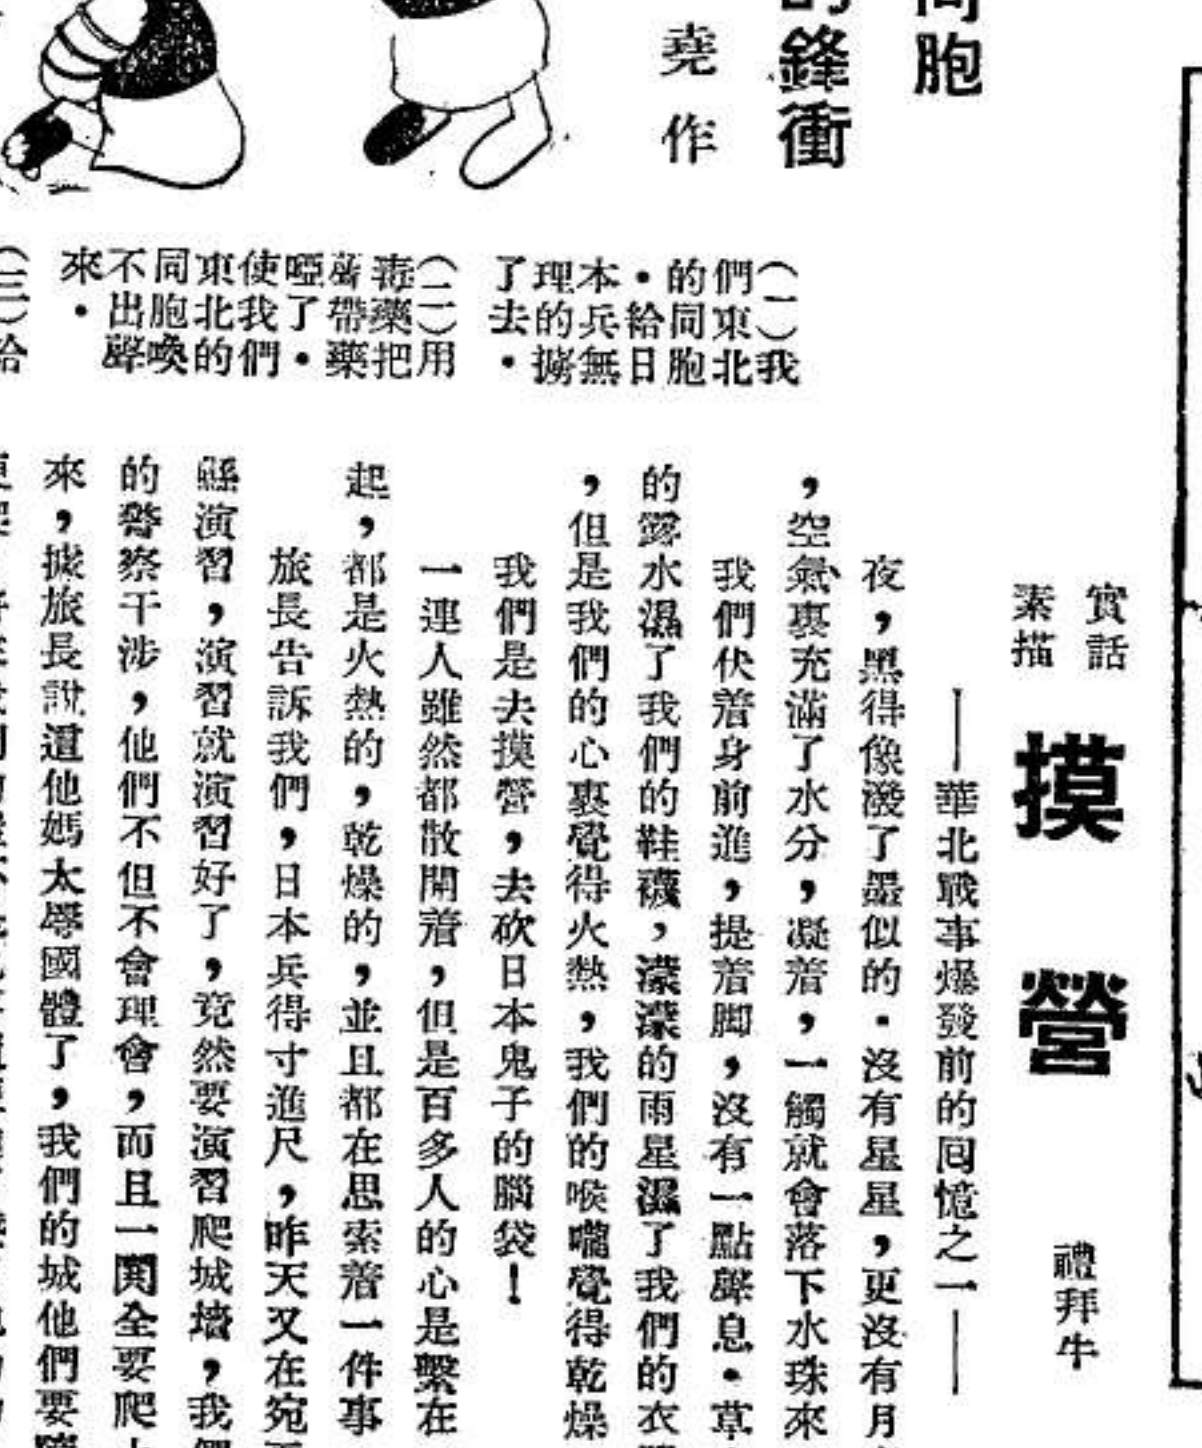 同胞
的鋒衝
堯作
(一)我
們東北
的同胞
・給日
本兵無
理的擄
了去・
(二)用
毒藥把
蘸帶藥
啞了・
使我們
東北的
同胞喚
不出聲
來・
(三)給
實話
素描
摸營
禮拜牛
——華北戰事爆發前的回憶之一——
夜，黑得像潑了墨似的・沒有星星，更沒有月
，空氣裏充滿了水分，凝着，一觸就會落下水珠來
我們伏着身前進，提着脚，沒有一點聲息・草
的露水濕了我們的鞋襪，濛濛的雨星濕了我們的衣
，但是我們的心裏覺得火熱，我們的喉嚨覺得乾燥
我們是去摸營，去砍日本鬼子的腦袋！
一連人雖然都散開着，但是百多人的心是繫在
起，都是火熱的，乾燥的，並且都在思索着一件事
旅長告訴我們，日本兵得寸進尺，昨天又在宛
縣演習，演習就演習好了，竟然要演習爬城墻，我們
的警察干涉，他們不但不會理會，而且一閧全要爬
來，據旅長說這他媽太辱國體了，我們的城他們要